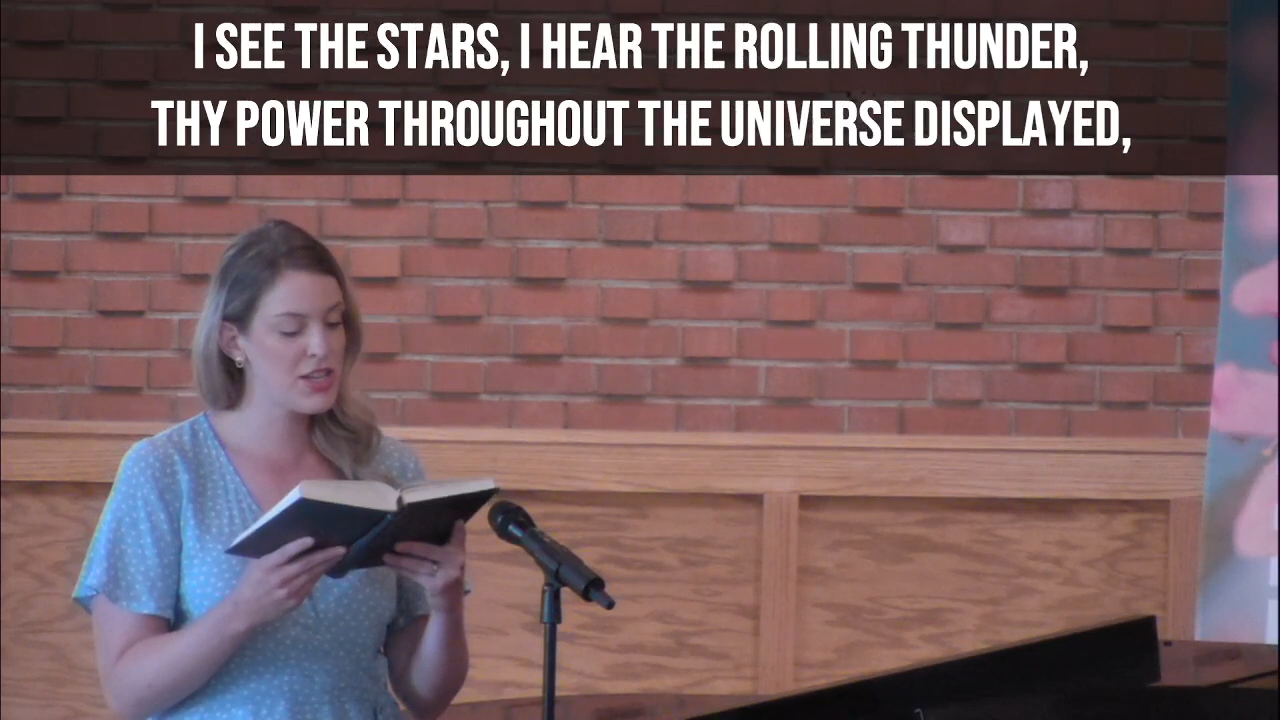 I SEE THE STARS, I HEAR THE ROLLING THUNDER,
THY POWER THROUGHOUT THE UNIVERSE DISPLAYED,